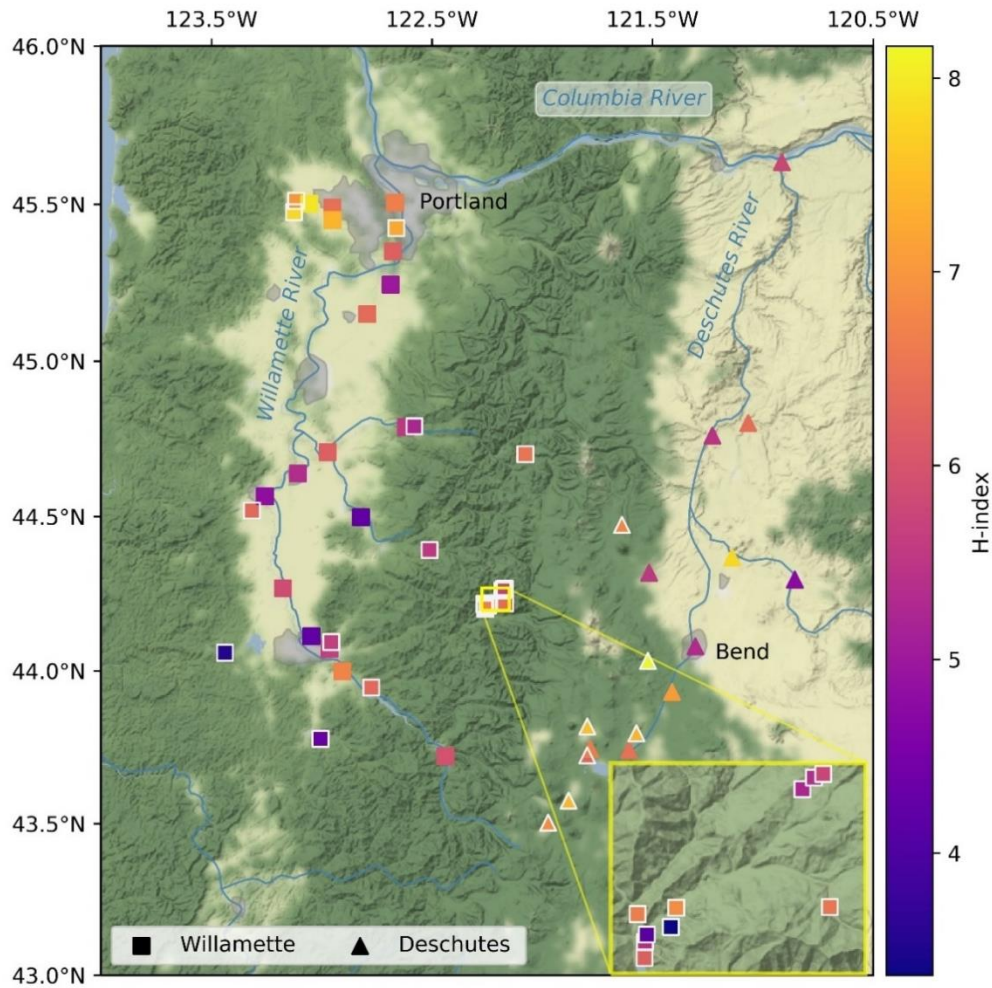 123.5°W 122.5°W 121.5°W 120.5°W
46.0°N
8
Columbia River
45.5°N
Portland
7
Deschutes River
Willamette River
45.0°N
6
44.5°N
H-index
5
44.0°N
Bend
43.5°N
4
Willamette Deschutes
43.0°N